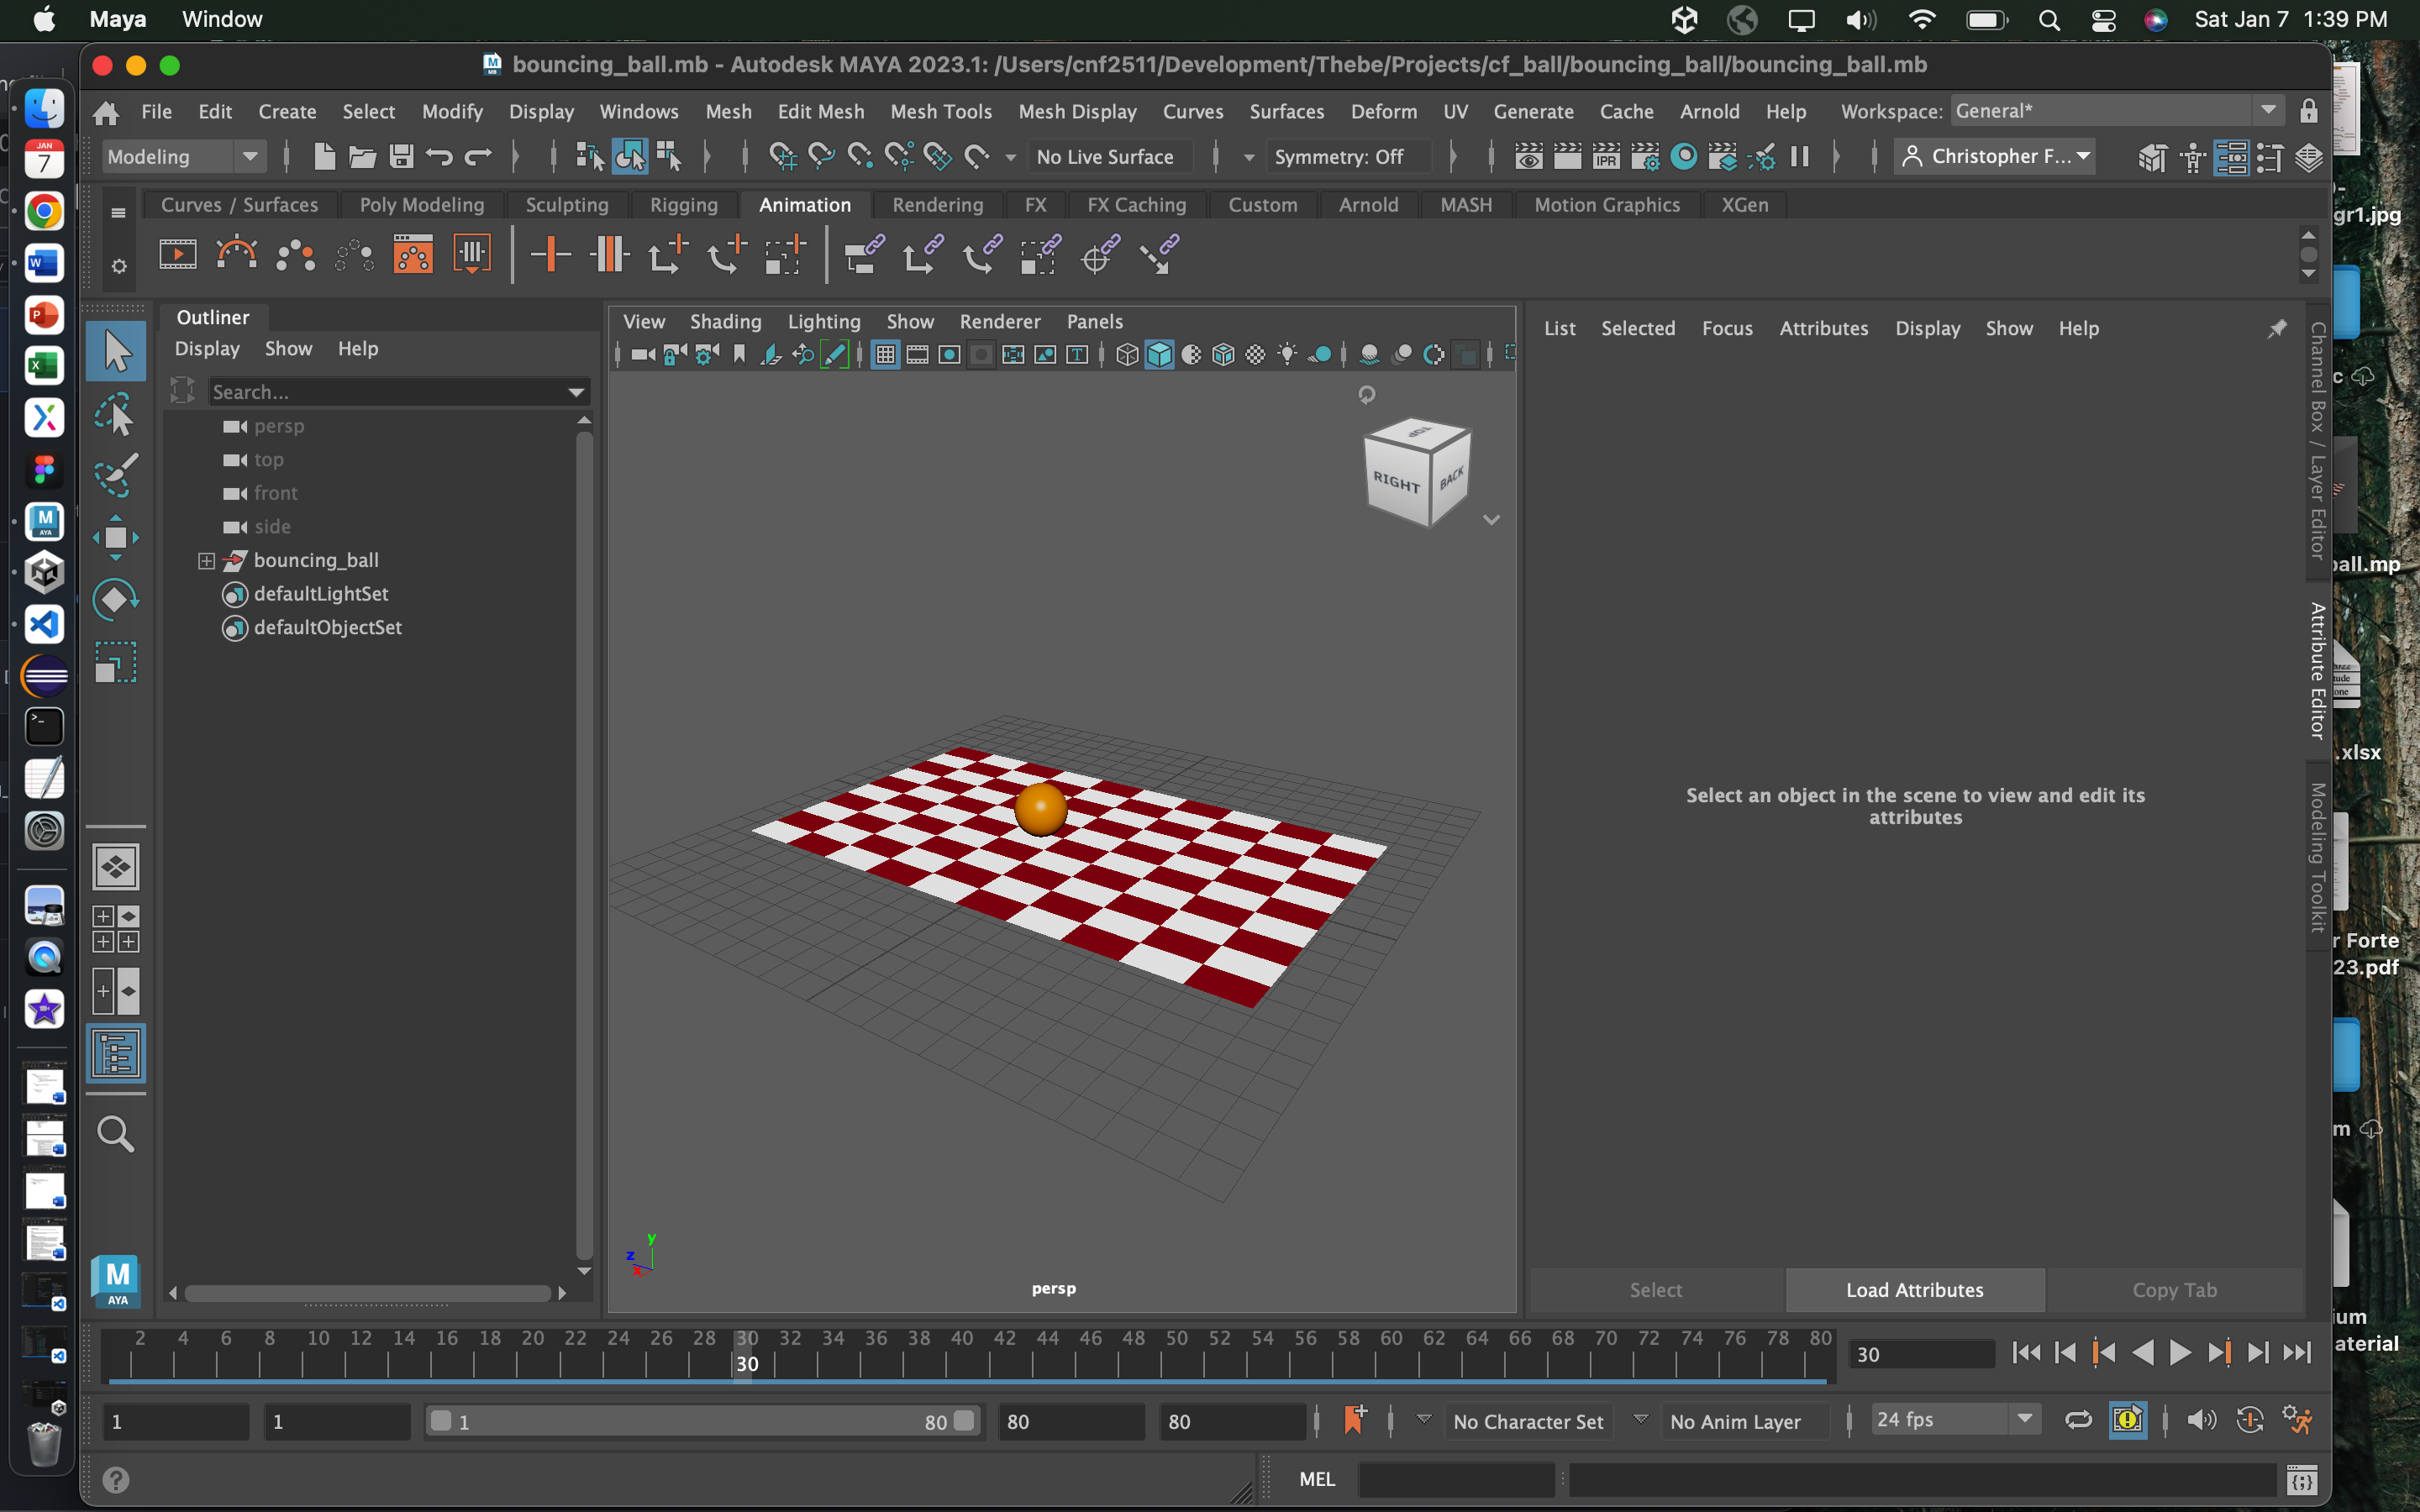 Maya Window Sat Jan 7 1:39 PM
bouncing_ball.mb - Autodesk MAYA 2023.1: /Users/cnf2511/Development/Thebe/Projects/cf_ball/bouncing_ball/bouncing_ball.mb
File Edit Create Select Modify Display Windows Mesh Edit Mesh Mesh Tools Mesh Display Curves Surfaces Deform UV Generate Cache Arnold Help Workspace: General*
Modeling No Live Surface Symmetry: Off IPR Christopher F...
Curves / Surfaces Poly Modeling Sculpting Rigging Animation Rendering FX FX Caching Custom Arnold MASH Motion Graphics XGen
JAN
7
Outliner
Display Show Help
Search...
persp
top
front
side
bouncing_ball
defaultLightSet
defaultObjectSet
View Shading Lighting Show Renderer Panels
TOP
RIGHT
BACK
y
z
x
persp
List Selected Focus Attributes Display Show Help
Select an object in the scene to view and edit its
attributes
Select Load Attributes Copy Tab
Channel Box / Layer Editor
Attribute Editor
Modeling Toolkit
gr1.jpg
c
ball.mp
.xlsx
r Forte
23.pdf
m
ium
aterial
M
AYA
2 4 6 8 10 12 14 16 18 20 22 24 26 28 30 32 34 36 38 40 42 44 46 48 50 52 54 56 58 60 62 64 66 68 70 72 74 76 78 80
30
30
1 1 1 80 80 80 No Character Set No Anim Layer 24 fps
MEL